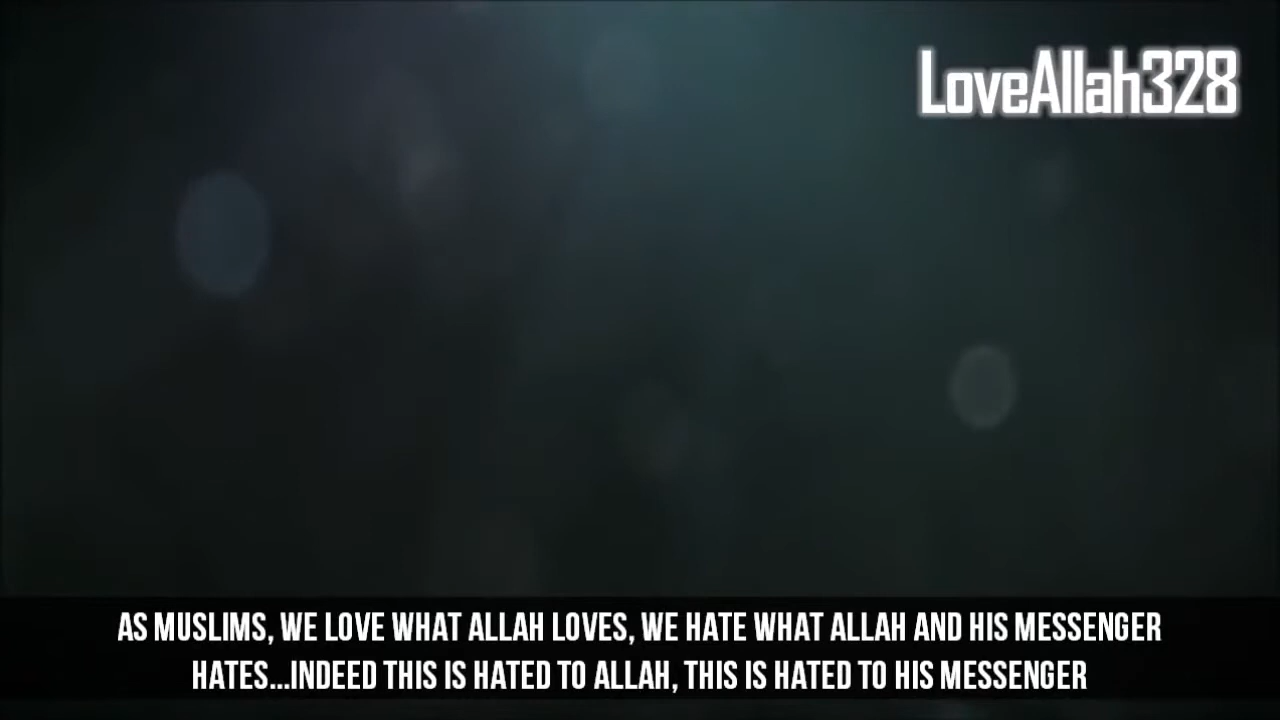 LoveAllah328
AS MUSLIMS, WE LOVE WHAT ALLAH LOVES, WE HATE WHAT ALLAH AND HIS MESSENGER
HATES...INDEED THIS IS HATED TO ALLAH, THIS IS HATED TO HIS MESSENGER